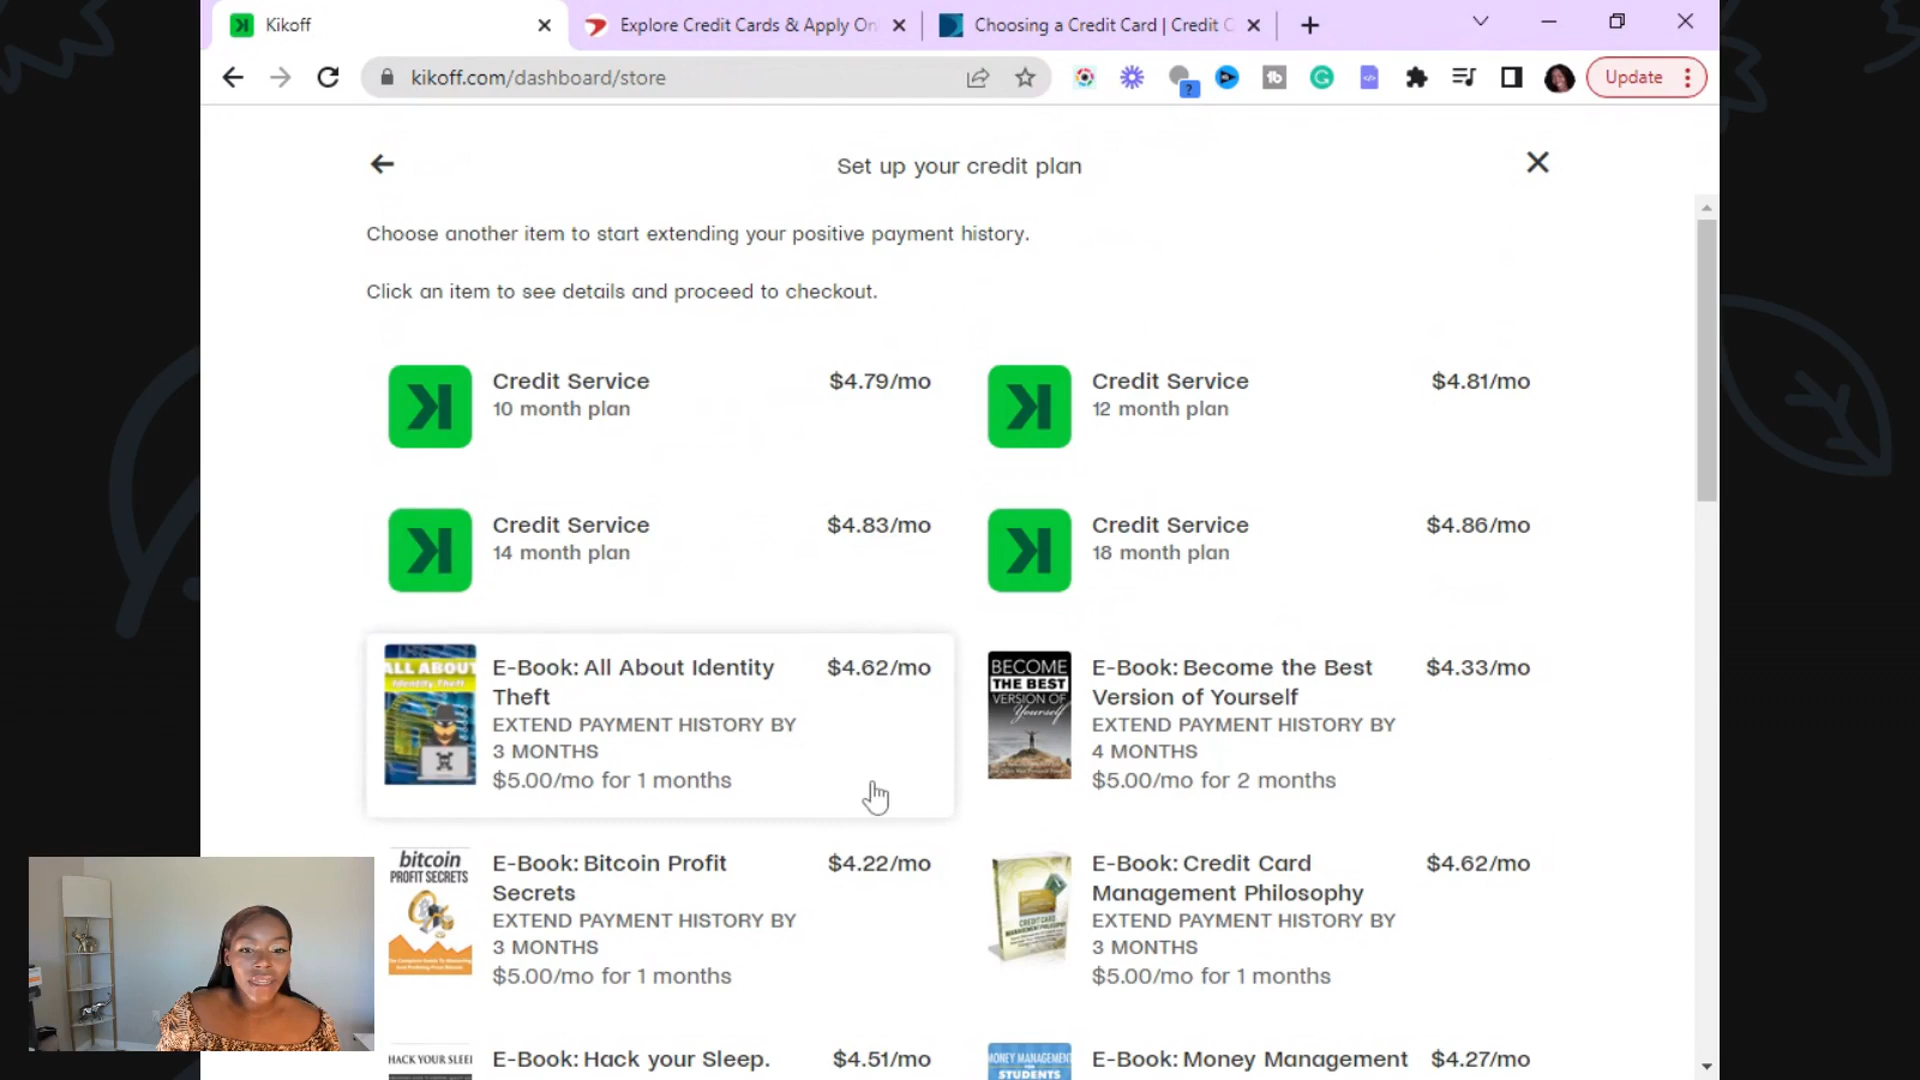 Kikoff
Explore Credit Cards & Apply On
Choosing a Credit Card | Credit C
kikoff.com/dashboard/store
Update
Set up your credit plan
Choose another item to start extending your positive payment history.
Click an item to see details and proceed to checkout.
Credit Service
10 month plan
$4.79/mo
Credit Service
12 month plan
$4.81/mo
Credit Service
14 month plan
$4.83/mo
Credit Service
18 month plan
$4.86/mo
ALL ABOUT
Identity Theft
E-Book: All About Identity
Theft
EXTEND PAYMENT HISTORY BY
3 MONTHS
$5.00/mo for 1 months
$4.62/mo
BECOME
THE BEST
VERSION OF
Yourself
E-Book: Become the Best
Version of Yourself
EXTEND PAYMENT HISTORY BY
4 MONTHS
$5.00/mo for 2 months
$4.33/mo
bitcoin
PROFIT SECRETS
E-Book: Bitcoin Profit
Secrets
EXTEND PAYMENT HISTORY BY
3 MONTHS
$5.00/mo for 1 months
$4.22/mo
CREDIT CARD
MANAGEMENT PHILOSOPHY
E-Book: Credit Card
Management Philosophy
EXTEND PAYMENT HISTORY BY
3 MONTHS
$5.00/mo for 1 months
$4.62/mo
HACK YOUR SLEEP
E-Book: Hack your Sleep.
$4.51/mo
MONEY MANAGEMENT
FOR
STUDENTS
E-Book: Money Management
$4.27/mo